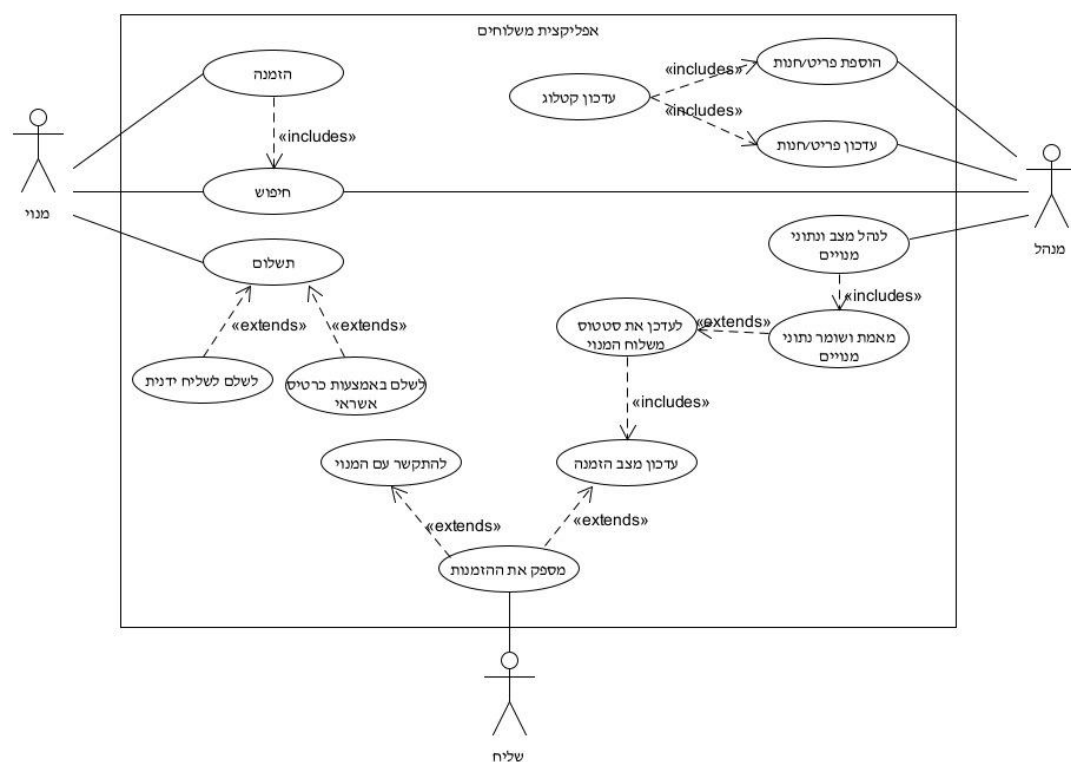 אפליקצית משלוחים
הזמנה
«includes»
חיפוש
תשלום
«extends»
«extends»
לשלם לשליח ידנית
לשלם באמצעות כרטיס
אשראי
עדכון קטלוג
«includes»
«includes»
הוספת פריט/חנות
עדכון פריט/חנות
לנהל מצב ונתוני
מנויים
«includes»
מאמת ושומר נתוני
מנויים
«extends»
לעדכן את סטטוס
משלוח המנוי
«includes»
עדכון מצב הזמנה
להתקשר עם המנוי
«extends»
«extends»
מספק את ההזמנות
מנוי
מנהל
שליח